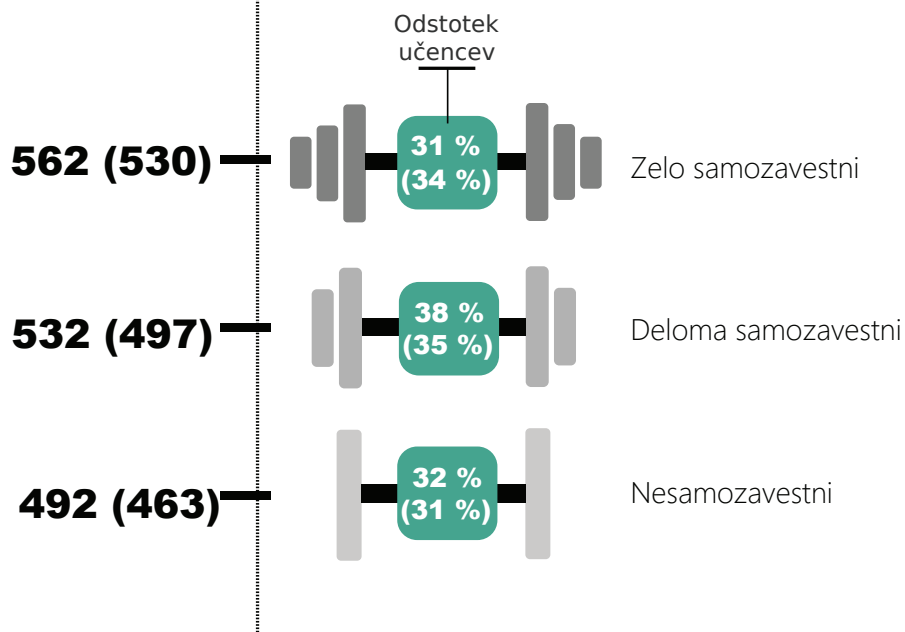 Odstotek
učencev
562 (530)
31 %
(34 %)
Zelo samozavestni
532 (497)
38 %
(35 %)
Deloma samozavestni
492 (463)
32 %
(31 %)
Nesamozavestni